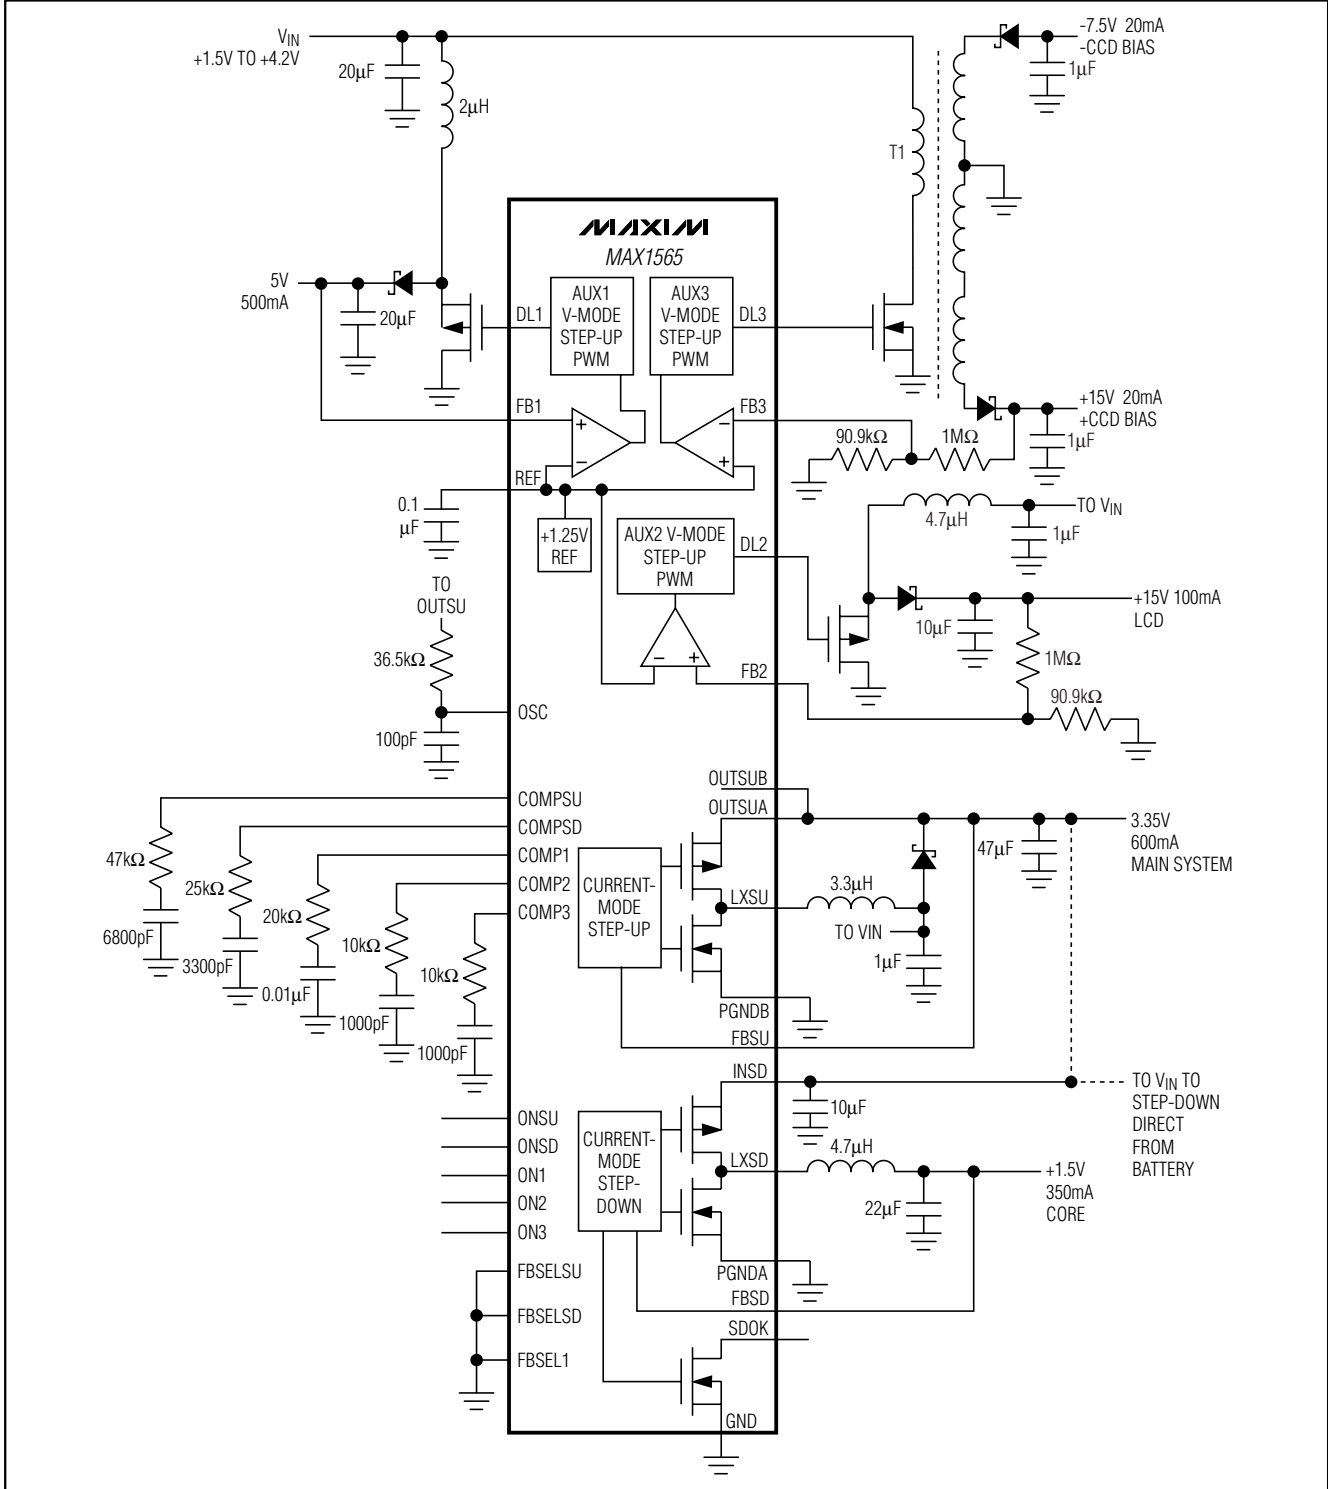 V_IN
+1.5V TO +4.2V
20µF
2µH
T1
-7.5V 20mA
-CCD BIAS
1µF
MAXIM
MAX1565
5V
500mA
20µF
DL1
AUX1
V-MODE
STEP-UP
PWM
AUX3
V-MODE
STEP-UP
PWM
DL3
FB1
+
−
FB3
−
+
+15V 20mA
+CCD BIAS
1µF
90.9kΩ
1MΩ
REF
0.1
µF
+1.25V
REF
AUX2 V-MODE
STEP-UP
PWM
DL2
4.7µH
TO V_IN
1µF
+15V 100mA
LCD
10µF
1MΩ
90.9kΩ
TO
OUTSU
36.5kΩ
−
+
FB2
OSC
100pF
OUTSUB
OUTSUA
COMPSU
COMPSD
COMP1
COMP2
COMP3
47kΩ
6800pF
25kΩ
3300pF
20kΩ
0.01µF
10kΩ
1000pF
10kΩ
1000pF
CURRENT-
MODE
STEP-UP
LXSU
3.3µH
TO VIN
1µF
47µF
3.35V
600mA
MAIN SYSTEM
PGNDB
FBSU
INSD
10µF
TO V_IN TO
STEP-DOWN
DIRECT
FROM
BATTERY
ONSU
ONSD
ON1
ON2
ON3
CURRENT-
MODE
STEP-
DOWN
LXSD
4.7µH
22µF
+1.5V
350mA
CORE
PGNDA
FBSD
FBSELSU
FBSELSD
FBSEL1
SDOK
GND